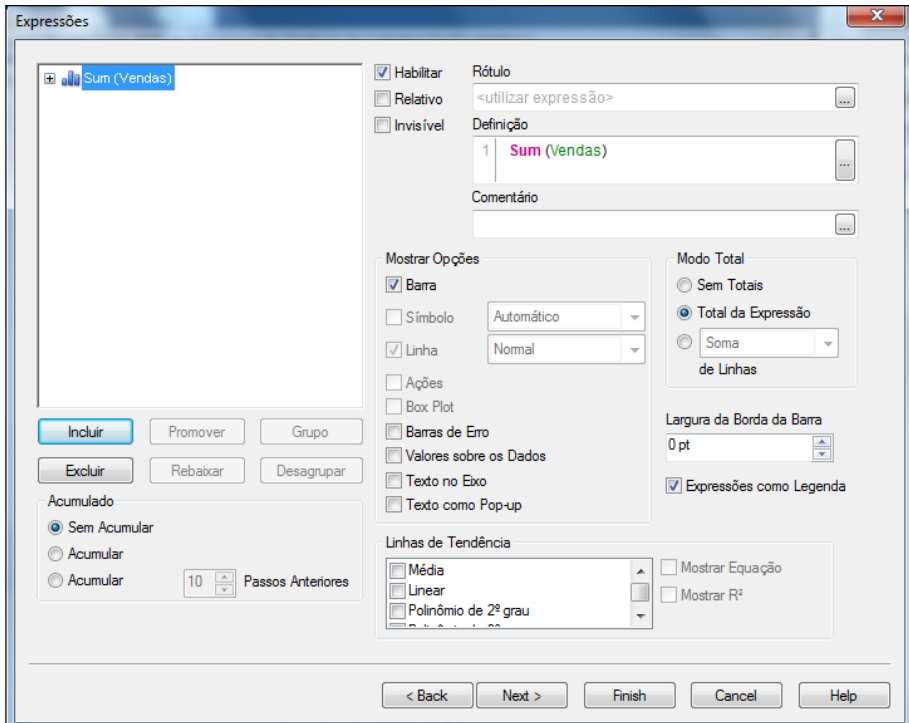 Expressões
Sum (Vendas)
Habilitar
Relativo
Invisível
Rótulo
<utilizar expressão>
...
Definição
1 Sum (Vendas)
...
Comentário
...
Mostrar Opções
Barra
Símbolo Automático
Linha Normal
Ações
Box Plot
Barras de Erro
Valores sobre os Dados
Texto no Eixo
Texto como Pop-up
Modo Total
Sem Totais
Total da Expressão
Soma
de Linhas
Largura da Borda da Barra
0 pt
Expressões como Legenda
Incluir Promover Grupo
Excluir Rebaixar Desagrupar
Acumulado
Sem Acumular
Acumular
Acumular 10 Passos Anteriores
Linhas de Tendência
Média
Linear
Polinômio de 2º grau
Mostrar Equação
Mostrar R²
< Back Next > Finish Cancel Help